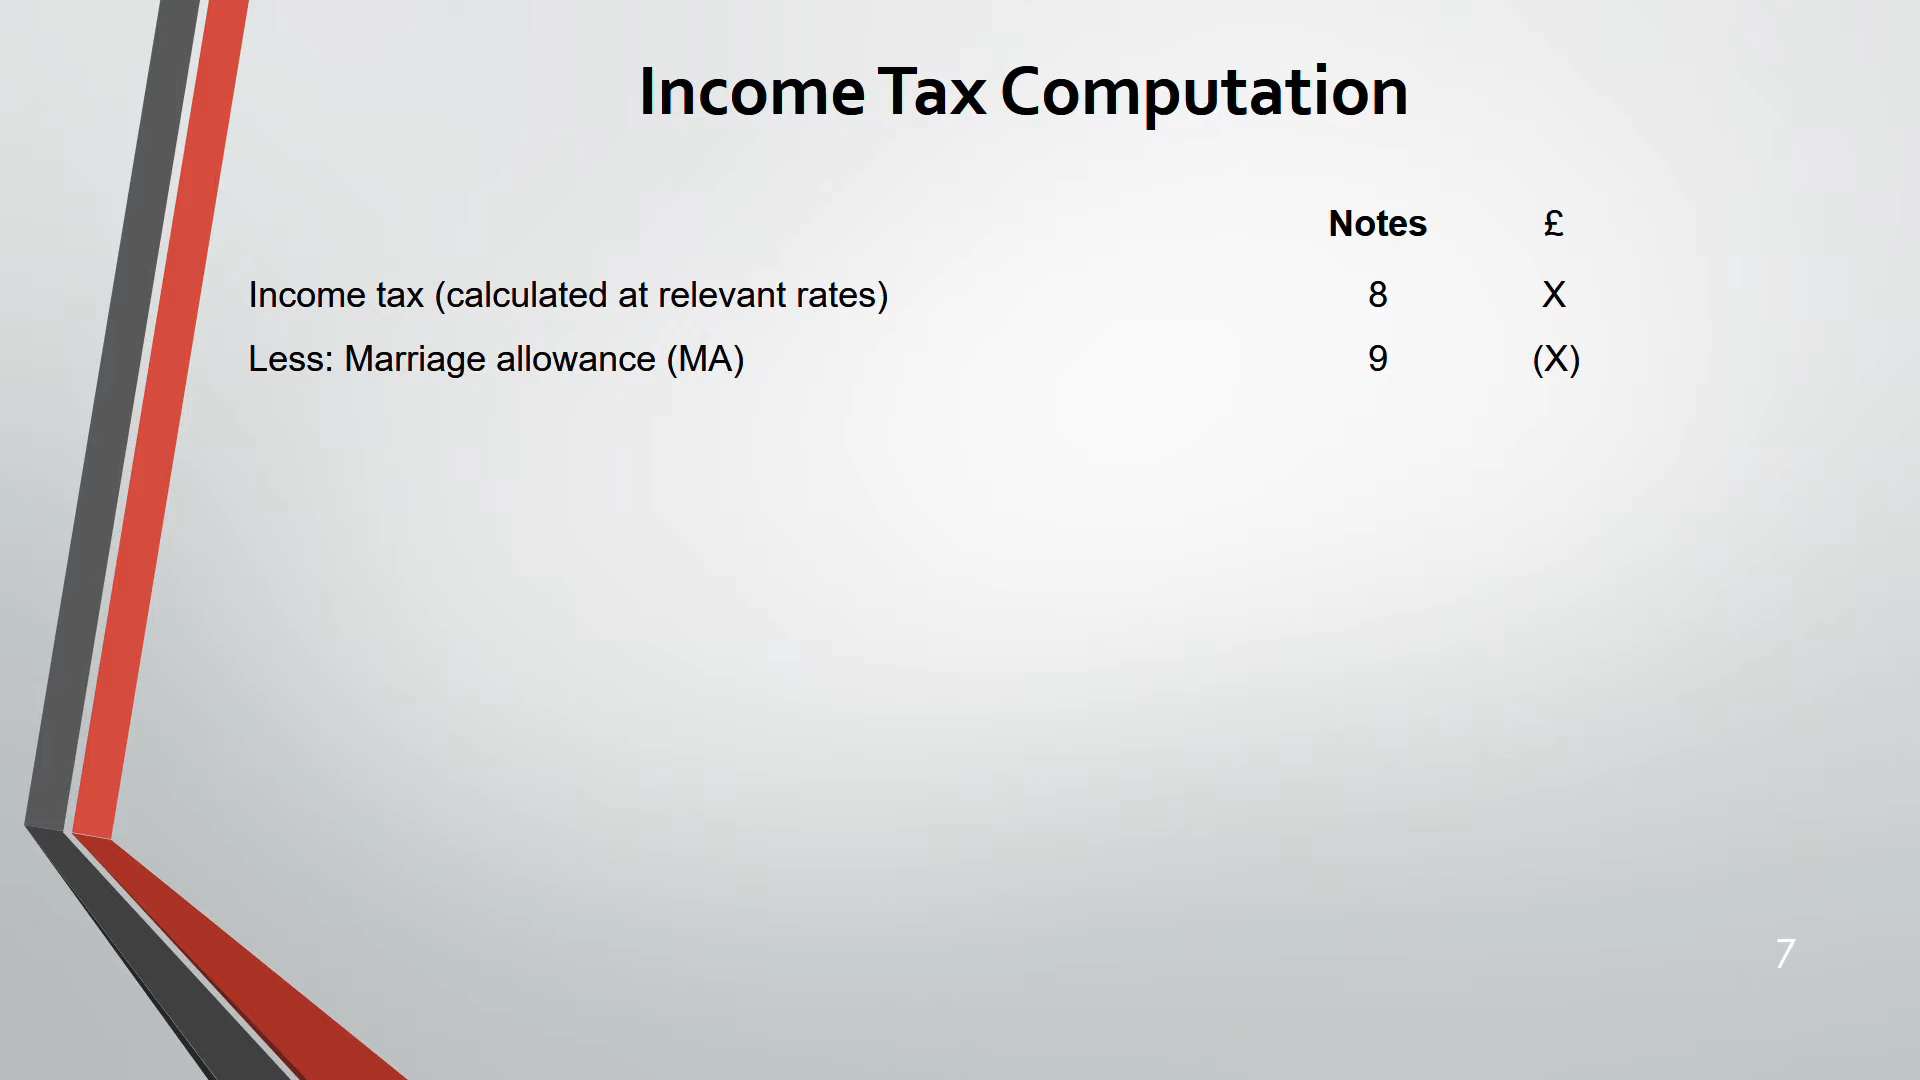 Income Tax Computation
Notes £
Income tax (calculated at relevant rates) 8 X
Less: Marriage allowance (MA) 9 (X)
7